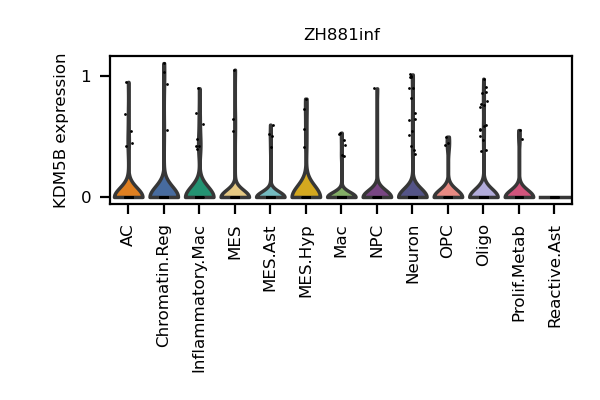 ZH881inf
KDM5B expression
1
0
AC
Chromatin.Reg
Inflammatory.Mac
MES
MES.Ast
MES.Hyp
Mac
NPC
Neuron
OPC
Oligo
Prolif.Metab
Reactive.Ast